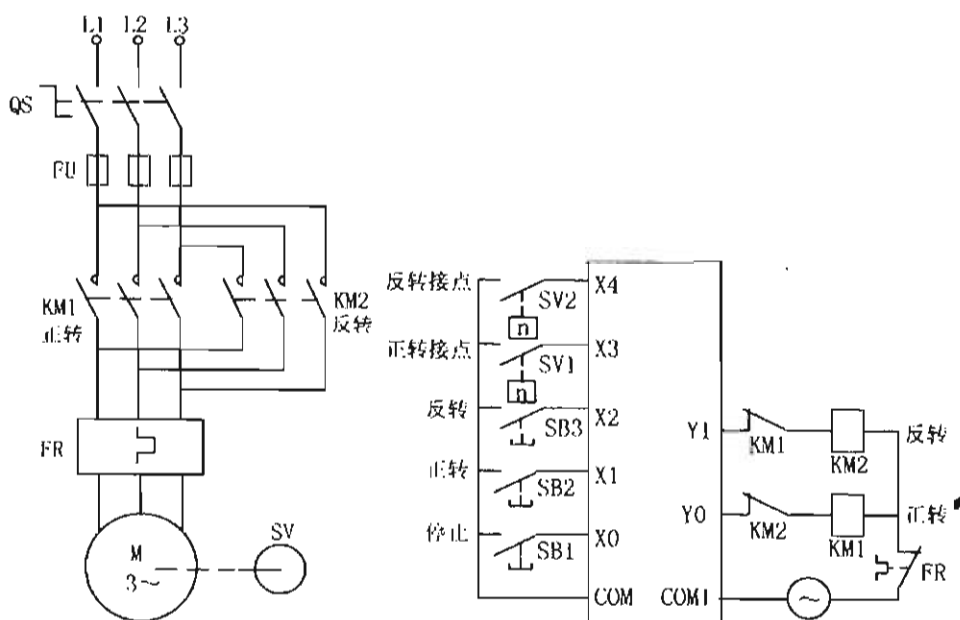 L1 L2 L3
QS
FU
KM1
正转
KM2
反转
FR
M
3~
SV
反转接点
SV2
X4
n
正转接点
SV1
X3
n
反转
SB3
X2
正转
SB2
X1
停止
SB1
X0
COM
Y1
KM1
KM2
反转
Y0
KM2
KM1
正转
FR
COM1
~